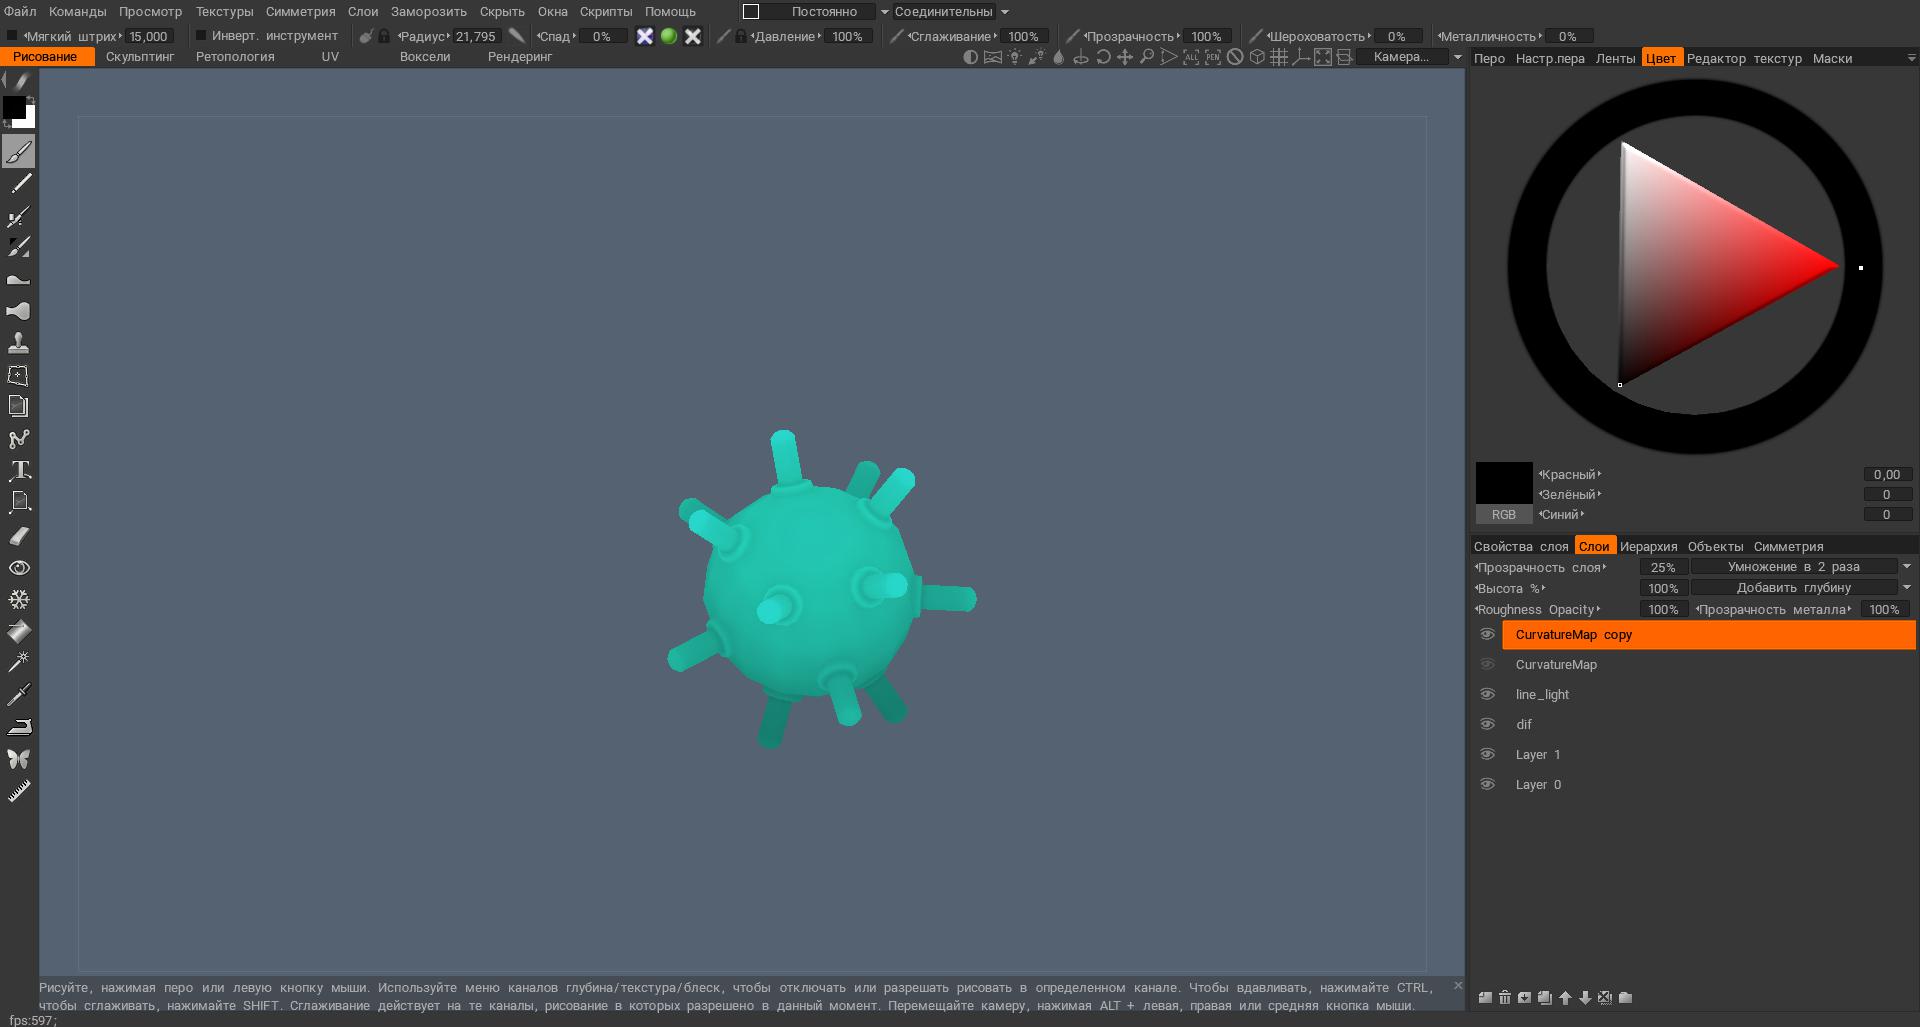 Файл Команды Просмотр Текстуры Симметрия Слои Заморозить Скрыть Окна Скрипты Помощь Постоянно Соединительны
Мягкий штрих 15,000 Инверт. инструмент Радиус 21,795 Спад 0% Давление 100% Сглаживание 100% Прозрачность 100% Шероховатость 0% Металличность 0%
Рисование Скульптинг Ретопология UV Воксели Рендеринг ALL PEN Камера...
Перо Настр.пера Ленты Цвет Редактор текстур Маски
Красный 0,00
Зелёный 0
RGB Синий 0
Свойства слоя Слои Иерархия Объекты Симметрия
Прозрачность слоя 25% Умножение в 2 раза
Высота % 100% Добавить глубину
Roughness Opacity 100% Прозрачность металла 100%
CurvatureMap copy
CurvatureMap
line_light
dif
Layer 1
Layer 0
Рисуйте, нажимая перо или левую кнопку мыши. Используйте меню каналов глубина/текстура/блеск, чтобы отключать или разрешать рисовать в определенном канале. Чтобы вдавливать, нажимайте CTRL,
чтобы сглаживать, нажимайте SHIFT. Сглаживание действует на те каналы, рисование в которых разрешено в данный момент. Перемещайте камеру, нажимая ALT + левая, правая или средняя кнопка мыши.
fps:597;